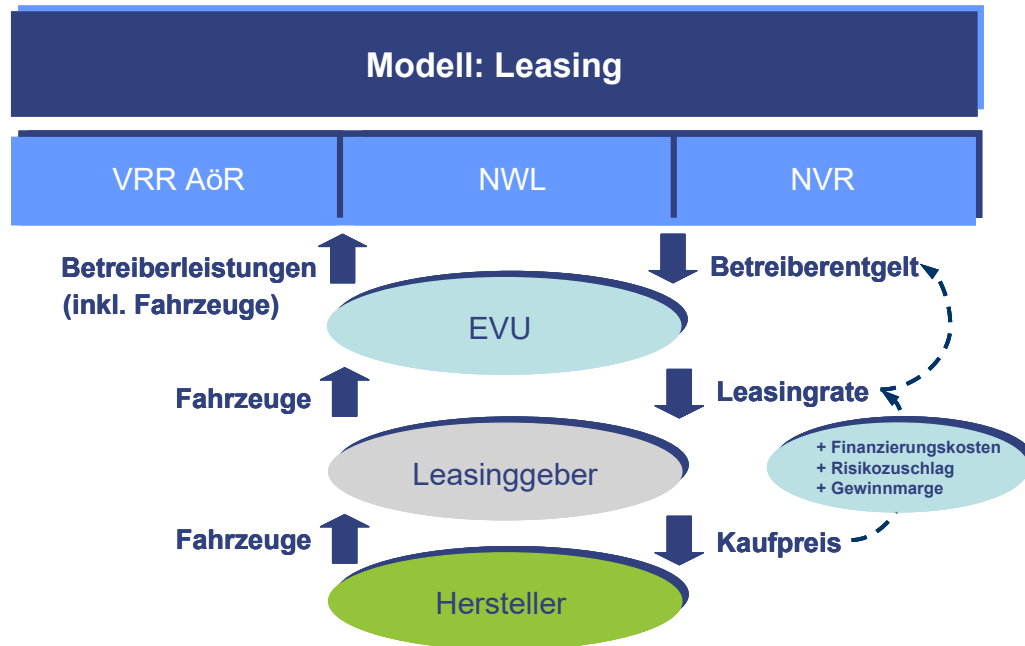 Modell: Leasing
VRR AöR
NWL
NVR
Betreiberleistungen
(inkl. Fahrzeuge)
Betreiberentgelt
EVU
Fahrzeuge
Leasingrate
+ Finanzierungskosten
+ Risikozuschlag
+ Gewinnmarge
Leasinggeber
Fahrzeuge
Kaufpreis
Hersteller